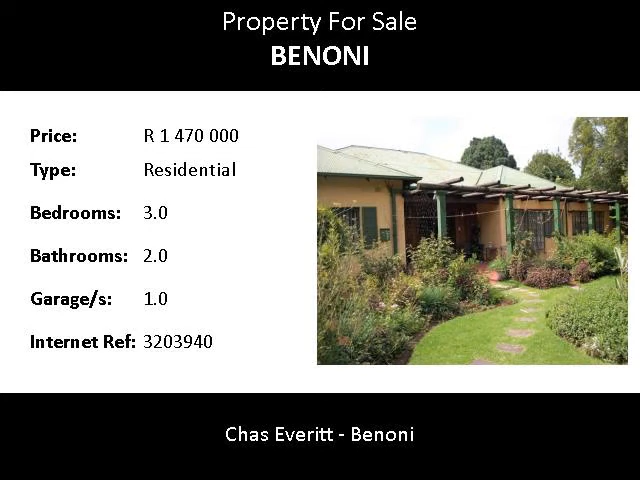 Property For Sale
BENONI
Price: R 1 470 000
Type: Residential
Bedrooms: 3.0
Bathrooms: 2.0
Garage/s: 1.0
Internet Ref: 3203940
Chas Everitt - Benoni